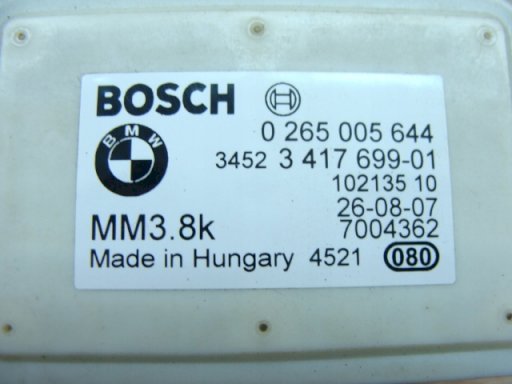 BOSCH
BMW
0 265 005 644
3452 3 417 699-01
102135 10
26-08-07
MM3.8k 7004362
Made in Hungary 4521 080